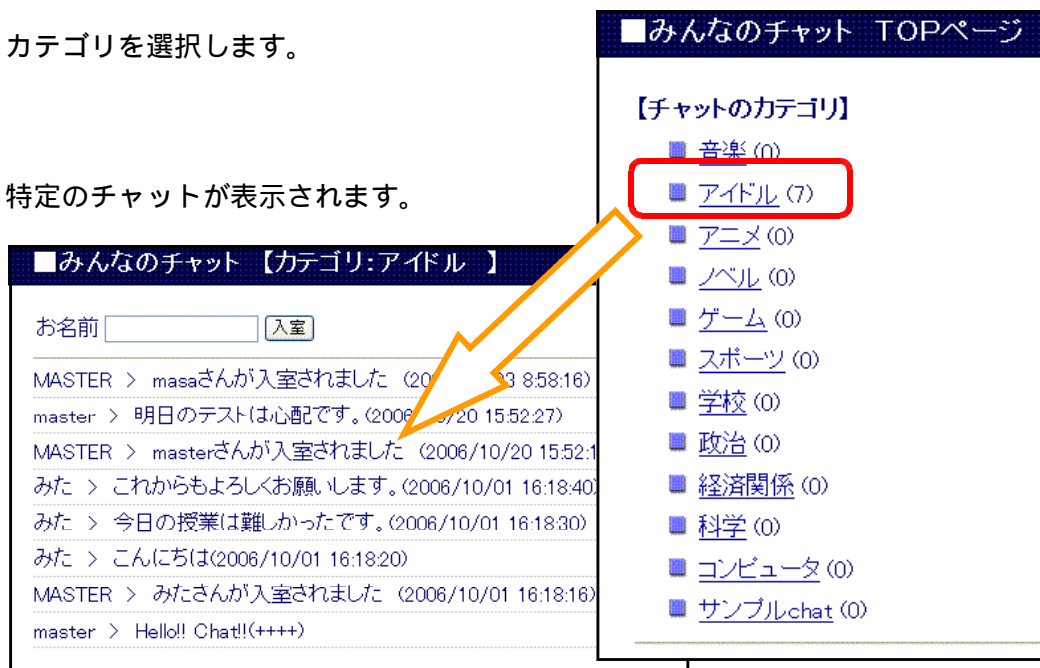 カテゴリを選択します。
特定のチャットが表示されます。
■みんなのチャット TOPページ
【チャットのカテゴリ】
音楽 (0)
アイドル (7)
アニメ (0)
ノベル (0)
ゲーム (0)
スポーツ (0)
学校 (0)
政治 (0)
経済関係 (0)
科学 (0)
コンピュータ (0)
サンプルchat (0)
■みんなのチャット 【カテゴリ:アイドル 】
お名前 入室
MASTER > masaさんが入室されました (20 3 8:58:16)
master > 明日のテストは心配です。(2006 /20 15:52:27)
MASTER > masterさんが入室されました (2006/10/20 15:52:1
みた > これからもよろしくお願いします。(2006/10/01 16:18:40)
みた > 今日の授業は難しかったです。(2006/10/01 16:18:30)
みた > こんにちは(2006/10/01 16:18:20)
MASTER > みたさんが入室されました (2006/10/01 16:18:16)
master > Hello!! Chat!!(++++)